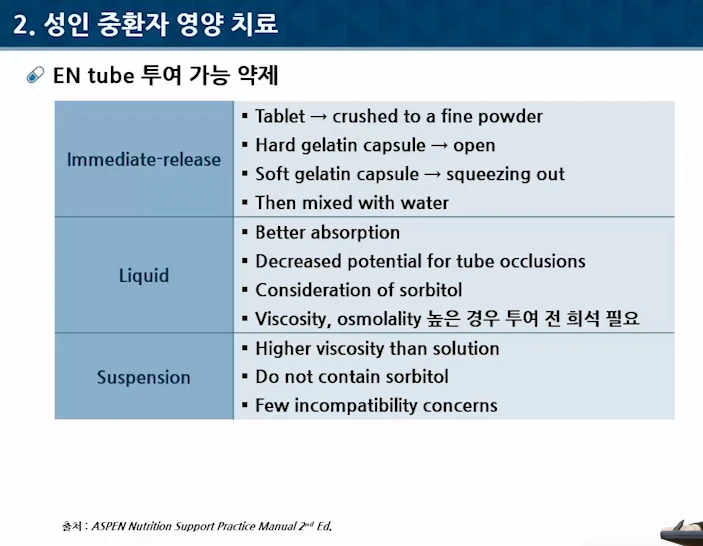 2. 성인 중환자 영양 치료
EN tube 투여 가능 약제
Immediate-release
▪ Tablet → crushed to a fine powder
▪ Hard gelatin capsule → open
▪ Soft gelatin capsule → squeezing out
▪ Then mixed with water
Liquid
▪ Better absorption
▪ Decreased potential for tube occlusions
▪ Consideration of sorbitol
▪ Viscosity, osmolality 높은 경우 투여 전 희석 필요
Suspension
▪ Higher viscosity than solution
▪ Do not contain sorbitol
▪ Few incompatibility concerns
출처 : ASPEN Nutrition Support Practice Manual 2nd Ed.